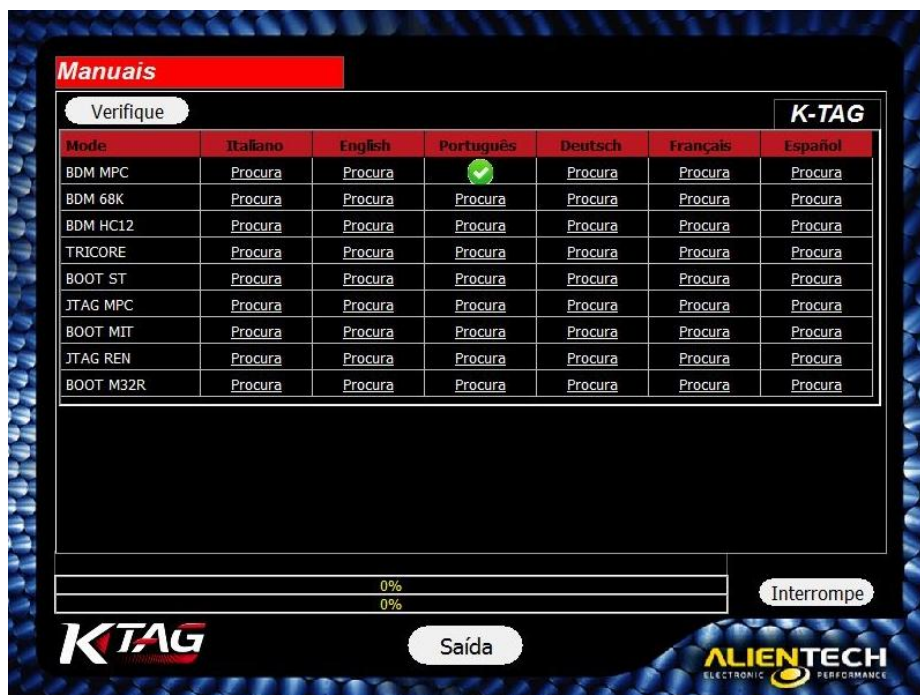 Manuais
Verifique K-TAG
Mode Italiano English Português Deutsch Français Español
BDM MPC Procura Procura Procura Procura Procura
BDM 68K Procura Procura Procura Procura Procura Procura
BDM HC12 Procura Procura Procura Procura Procura Procura
TRICORE Procura Procura Procura Procura Procura Procura
BOOT ST Procura Procura Procura Procura Procura Procura
JTAG MPC Procura Procura Procura Procura Procura Procura
BOOT MIT Procura Procura Procura Procura Procura Procura
JTAG REN Procura Procura Procura Procura Procura Procura
BOOT M32R Procura Procura Procura Procura Procura Procura
0%
0%
Interrompe
KTAG
Saída
ALIENTECH
ELECTRONIC PERFORMANCE